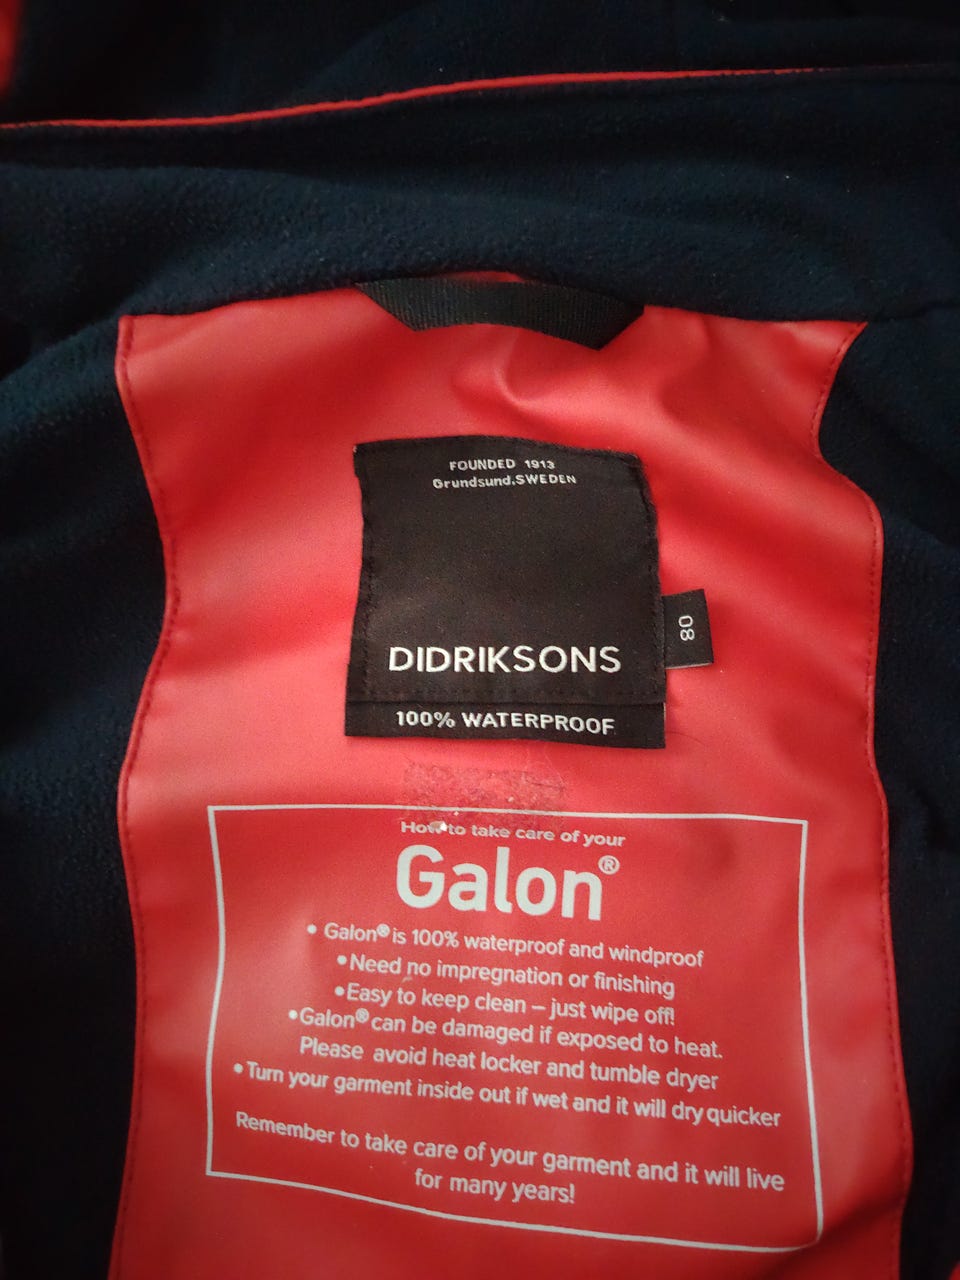 FOUNDED 1913
Grundsund.SWEDEN
DIDRIKSONS
08
100% WATERPROOF
How to take care of your
Galon®
• Galon® is 100% waterproof and windproof
• Need no impregnation or finishing
• Easy to keep clean – just wipe off!
• Galon® can be damaged if exposed to heat.
Please avoid heat locker and tumble dryer
• Turn your garment inside out if wet and it will dry quicker
Remember to take care of your garment and it will live
for many years!